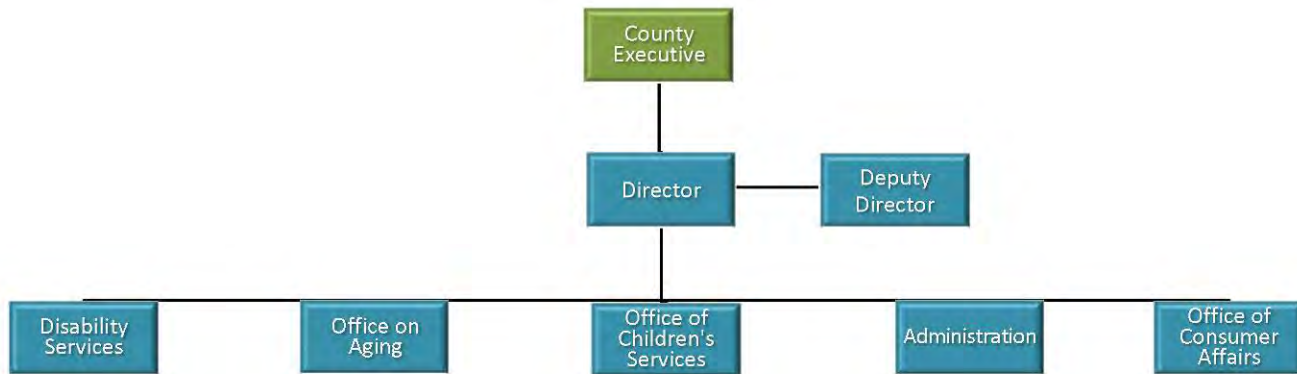 County
Executive
Director
Deputy
Director
Disability
Services
Office on
Aging
Office of
Children's
Services
Administration
Office of
Consumer
Affairs